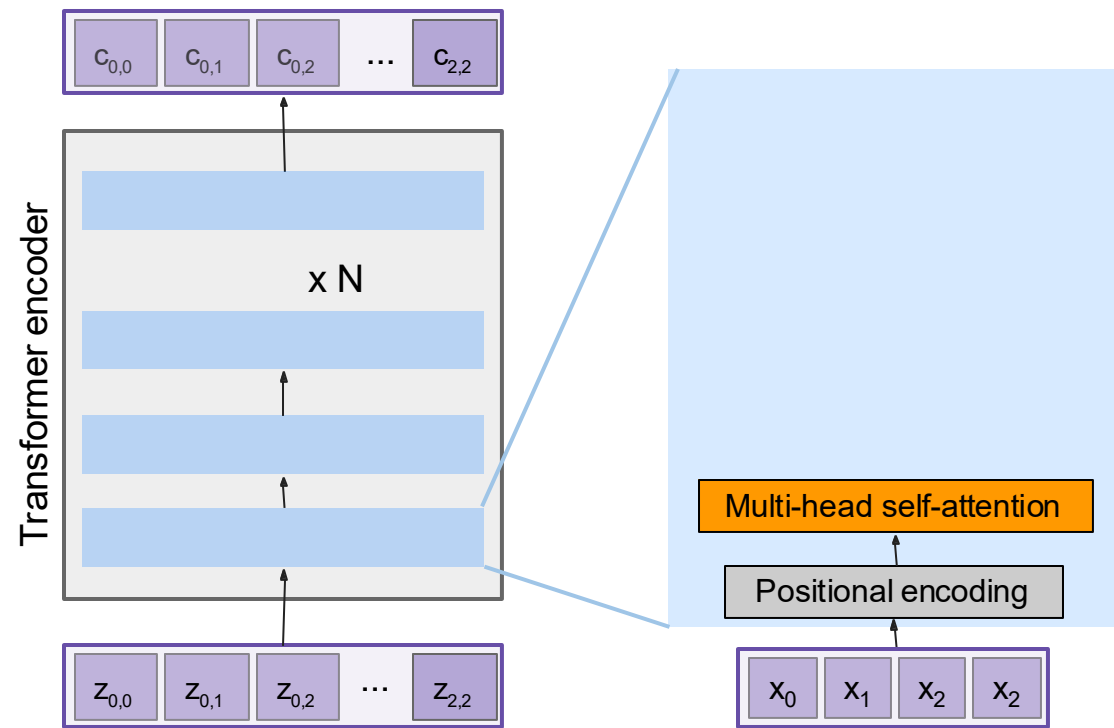 c0,0 c0,1 c0,2 ... c2,2
Transformer encoder
x N
z0,0 z0,1 z0,2 ... z2,2
Multi-head self-attention
Positional encoding
x0 x1 x2 x2